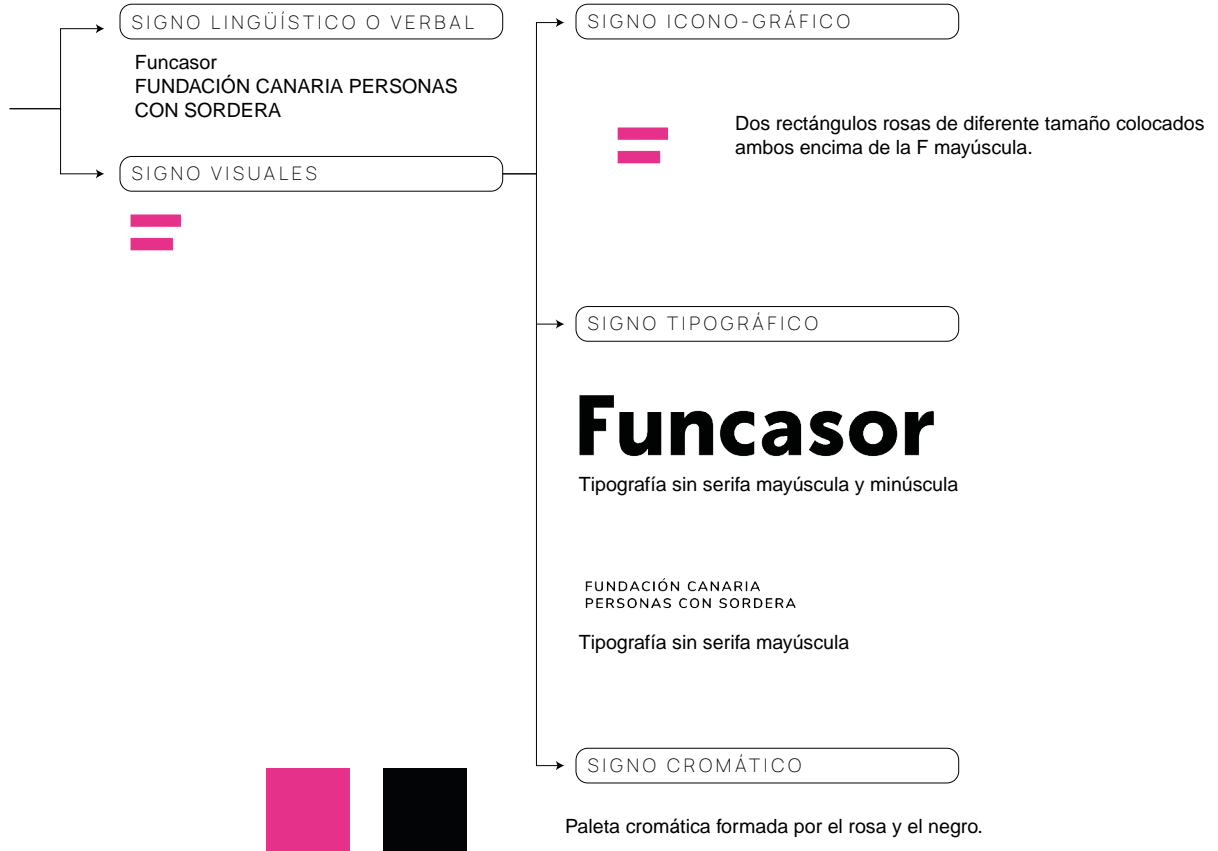 SIGNO LINGÜÍSTICO O VERBAL
Funcasor
FUNDACIÓN CANARIA PERSONAS
CON SORDERA
SIGNO VISUALES
SIGNO ICONO-GRÁFICO
Dos rectángulos rosas de diferente tamaño colocados
ambos encima de la F mayúscula.
SIGNO TIPOGRÁFICO
Funcasor
Tipografía sin serifa mayúscula y minúscula
FUNDACIÓN CANARIA
PERSONAS CON SORDERA
Tipografía sin serifa mayúscula
SIGNO CROMÁTICO
Paleta cromática formada por el rosa y el negro.